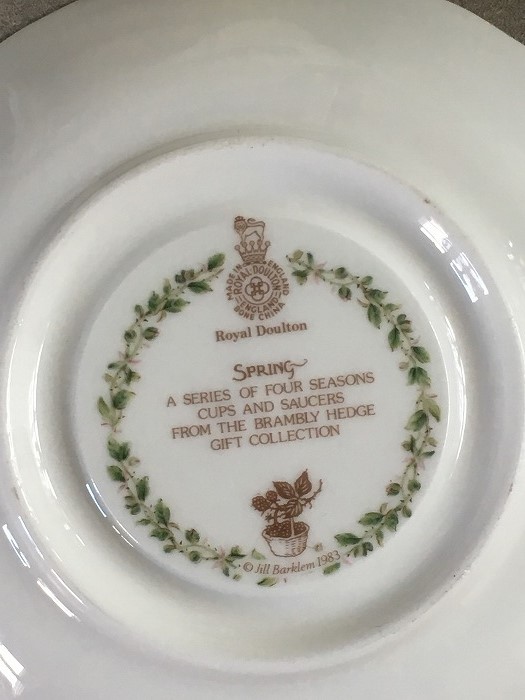 MADE IN ENGLAND
ROYAL DOULTON
ENGLAND
BONE CHINA
Royal Doulton
SPRING
A SERIES OF FOUR SEASONS
CUPS AND SAUCERS
FROM THE BRAMBLY HEDGE
GIFT COLLECTION
© Jill Barklem 1983